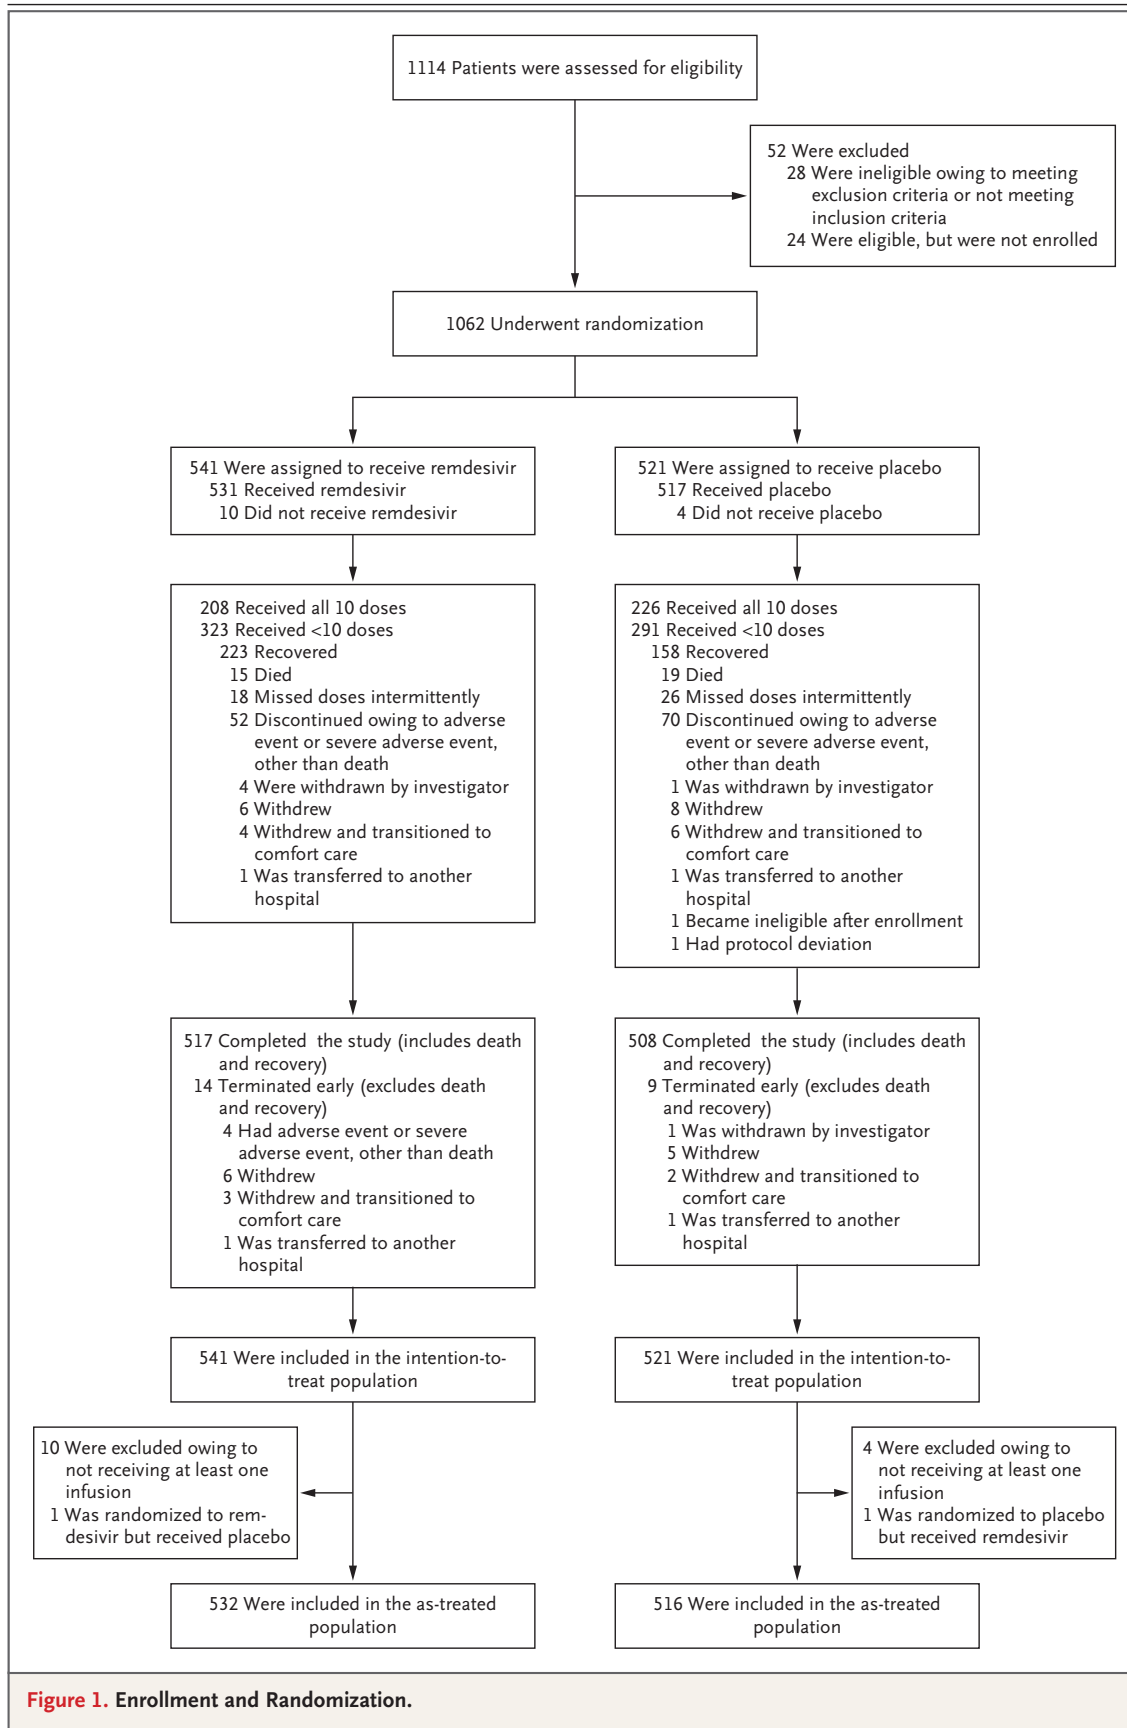 1114 Patients were assessed for eligibility
52 Were excluded
28 Were ineligible owing to meeting
exclusion criteria or not meeting
inclusion criteria
24 Were eligible, but were not enrolled
1062 Underwent randomization
541 Were assigned to receive remdesivir
531 Received remdesivir
10 Did not receive remdesivir
521 Were assigned to receive placebo
517 Received placebo
4 Did not receive placebo
208 Received all 10 doses
323 Received <10 doses
223 Recovered
15 Died
18 Missed doses intermittently
52 Discontinued owing to adverse
event or severe adverse event,
other than death
4 Were withdrawn by investigator
6 Withdrew
4 Withdrew and transitioned to
comfort care
1 Was transferred to another
hospital
226 Received all 10 doses
291 Received <10 doses
158 Recovered
19 Died
26 Missed doses intermittently
70 Discontinued owing to adverse
event or severe adverse event,
other than death
1 Was withdrawn by investigator
8 Withdrew
6 Withdrew and transitioned to
comfort care
1 Was transferred to another
hospital
1 Became ineligible after enrollment
1 Had protocol deviation
517 Completed the study (includes death
and recovery)
14 Terminated early (excludes death
and recovery)
4 Had adverse event or severe
adverse event, other than death
6 Withdrew
3 Withdrew and transitioned to
comfort care
1 Was transferred to another
hospital
508 Completed the study (includes death
and recovery)
9 Terminated early (excludes death
and recovery)
1 Was withdrawn by investigator
5 Withdrew
2 Withdrew and transitioned to
comfort care
1 Was transferred to another
hospital
541 Were included in the intention-to-
treat population
521 Were included in the intention-to-
treat population
10 Were excluded owing to
not receiving at least one
infusion
1 Was randomized to rem-
desivir but received placebo
4 Were excluded owing to
not receiving at least one
infusion
1 Was randomized to placebo
but received remdesivir
532 Were included in the as-treated
population
516 Were included in the as-treated
population
Figure 1. Enrollment and Randomization.